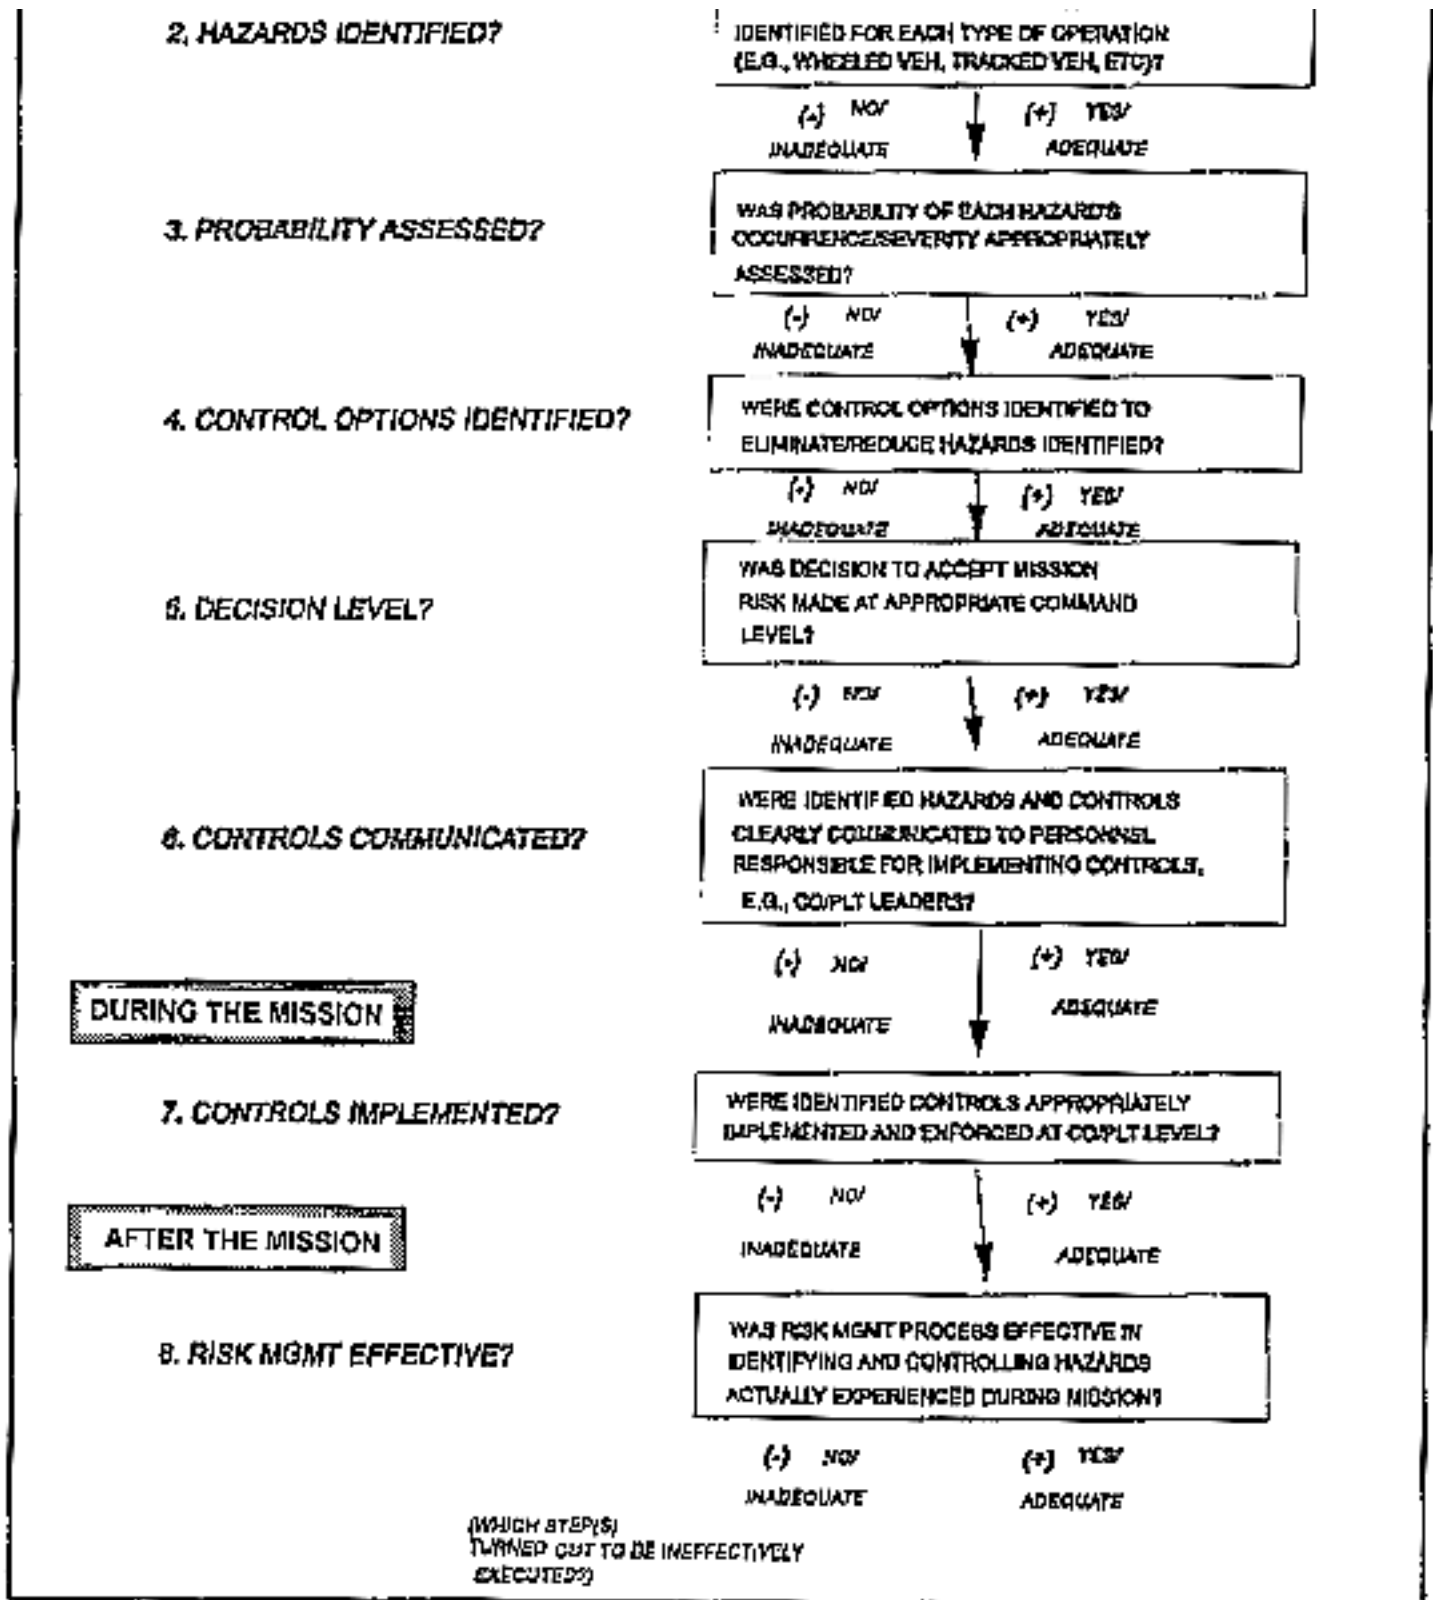 2. HAZARDS IDENTIFIED?
IDENTIFIED FOR EACH TYPE OF OPERATION
(E.G., WHEELED VEH, TRACKED VEH, ETC)?
(-) NO/ (+) YES/
INADEQUATE ADEQUATE
3. PROBABILITY ASSESSED?
WAS PROBABILITY OF EACH HAZARD'S
OCCURRENCE/SEVERITY APPROPRIATELY
ASSESSED?
(-) NO/ (+) YES/
INADEQUATE ADEQUATE
4. CONTROL OPTIONS IDENTIFIED?
WERE CONTROL OPTIONS IDENTIFIED TO
ELIMINATE/REDUCE HAZARDS IDENTIFIED?
(-) NO/ (+) YES/
INADEQUATE ADEQUATE
5. DECISION LEVEL?
WAS DECISION TO ACCEPT MISSION
RISK MADE AT APPROPRIATE COMMAND
LEVEL?
(-) NO/ (+) YES/
INADEQUATE ADEQUATE
6. CONTROLS COMMUNICATED?
WERE IDENTIFIED HAZARDS AND CONTROLS
CLEARLY COMMUNICATED TO PERSONNEL
RESPONSIBLE FOR IMPLEMENTING CONTROLS,
E.G., CO/PLT LEADERS?
(-) NO/ (+) YES/
INADEQUATE ADEQUATE
DURING THE MISSION
7. CONTROLS IMPLEMENTED?
WERE IDENTIFIED CONTROLS APPROPRIATELY
IMPLEMENTED AND ENFORCED AT CO/PLT LEVEL?
(-) NO/ (+) YES/
INADEQUATE ADEQUATE
AFTER THE MISSION
8. RISK MGMT EFFECTIVE?
WAS RISK MGMT PROCESS EFFECTIVE IN
IDENTIFYING AND CONTROLLING HAZARDS
ACTUALLY EXPERIENCED DURING MISSION?
(-) NO/ (+) YES/
INADEQUATE ADEQUATE
(WHICH STEP(S)
TURNED OUT TO BE INEFFECTIVELY
EXECUTED?)